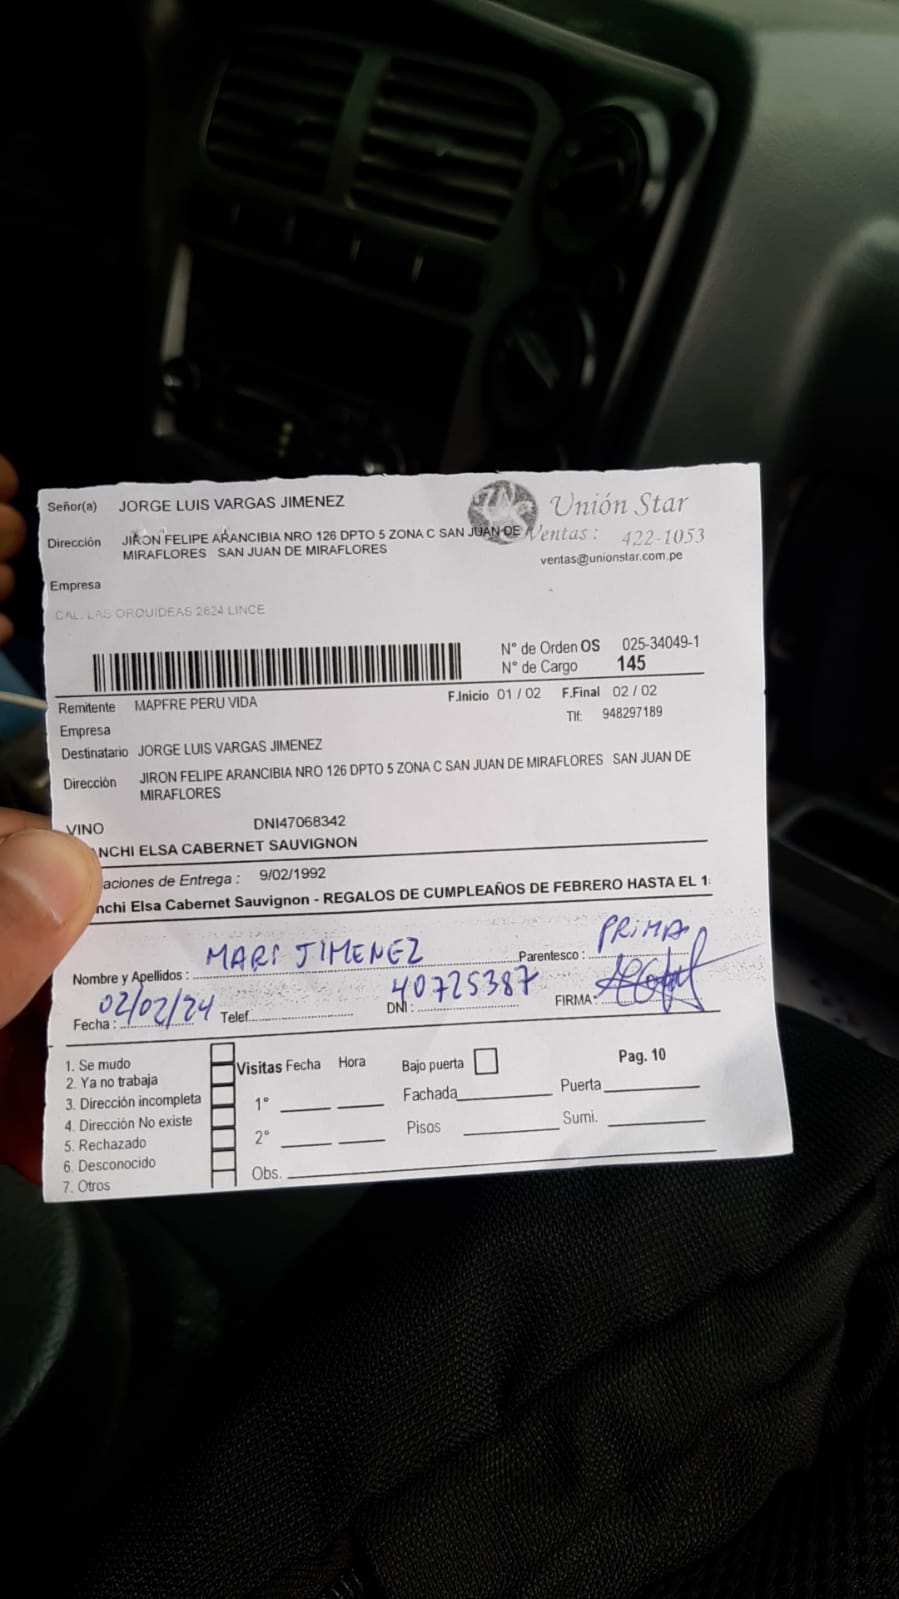 Señor(a) JORGE LUIS VARGAS JIMENEZ
Unión Star
Dirección JIRON FELIPE ARANCIBIA NRO 126 DPTO 5 ZONA C SAN JUAN DE
MIRAFLORES SAN JUAN DE MIRAFLORES
Ventas : 422-1053
ventas@unionstar.com.pe
Empresa
CAL. LAS ORQUIDEAS 2624 LINCE
N° de Orden OS 025-34049-1
N° de Cargo 145
Remitente MAPFRE PERU VIDA F.Inicio 01 / 02 F.Final 02 / 02
Empresa Tlf: 948297189
Destinatario JORGE LUIS VARGAS JIMENEZ
Dirección JIRON FELIPE ARANCIBIA NRO 126 DPTO 5 ZONA C SAN JUAN DE MIRAFLORES SAN JUAN DE
MIRAFLORES
VINO DNI47068342
NCHI ELSA CABERNET SAUVIGNON
aciones de Entrega : 9/02/1992
nchi Elsa Cabernet Sauvignon - REGALOS DE CUMPLEAÑOS DE FEBRERO HASTA EL 1
Nombre y Apellidos : MARI JIMENEZ Parentesco : PRIMA
Fecha : 02/02/24 Telef. DNI : 40725387 FIRMA:
1. Se mudo
2. Ya no trabaja
3. Dirección incompleta
4. Dirección No existe
5. Rechazado
6. Desconocido
7. Otros
Visitas Fecha Hora Bajo puerta Pag. 10
1° Fachada Puerta
2° Pisos Sumi.
Obs.